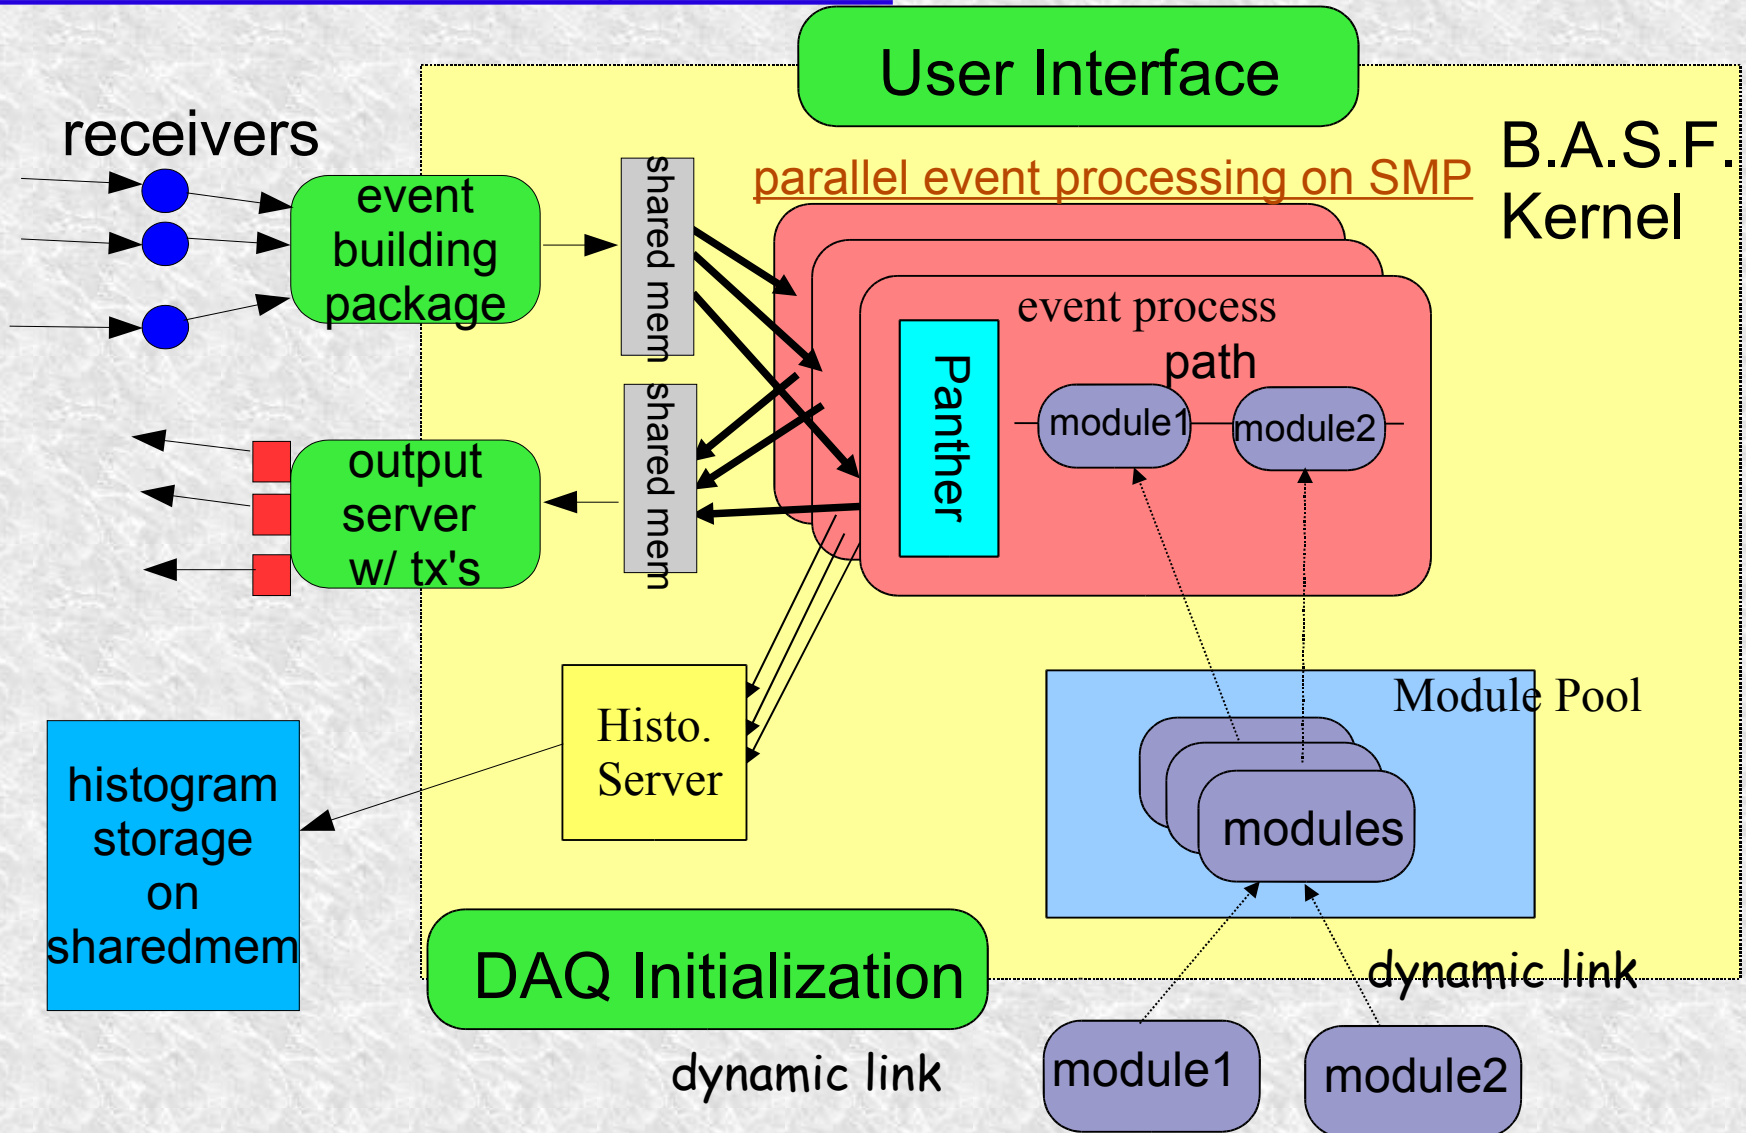 User Interface
receivers
B.A.S.F.
Kernel
parallel event processing on SMP
event
building
package
shared mem
event process
path
Panther
module1
module2
shared mem
output
server
w/ tx's
Histo.
Server
Module Pool
modules
histogram
storage
on
sharedmem
DAQ Initialization
dynamic link
dynamic link
module1
module2